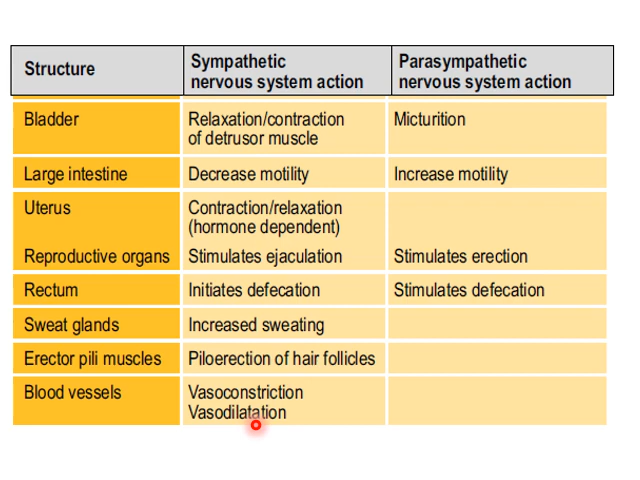 Structure
Sympathetic
nervous system action
Parasympathetic
nervous system action
Bladder
Relaxation/contraction
of detrusor muscle
Micturition
Large intestine
Decrease motility
Increase motility
Uterus
Contraction/relaxation
(hormone dependent)
Reproductive organs
Stimulates ejaculation
Stimulates erection
Rectum
Initiates defecation
Stimulates defecation
Sweat glands
Increased sweating
Erector pili muscles
Piloerection of hair follicles
Blood vessels
Vasoconstriction
Vasodilatation